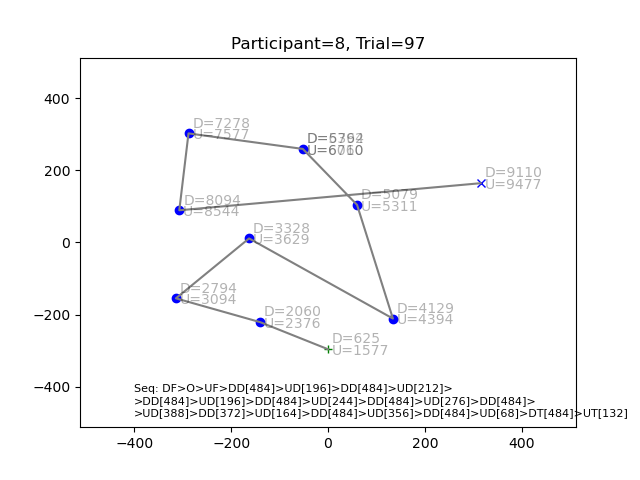 Participant=8, Trial=97
400
200
0
−200
−400
−400
−200
0
200
400
D=7278
U=7577
U=6060
D=9110
U=9477
D=8094
U=8544
D=5079
U=5311
D=3328
U=3629
D=2794
U=3094
D=2060
U=2376
D=4129
U=4394
D=625
U=1577
Seq: DF>O>UF>DD[484]>UD[196]>DD[484]>UD[212]>
>DD[484]>UD[196]>DD[484]>UD[244]>DD[484]>UD[276]>DD[484]>
>UD[388]>DD[372]>UD[164]>DD[484]>UD[356]>DD[484]>UD[68]>DT[484]>UT[132]